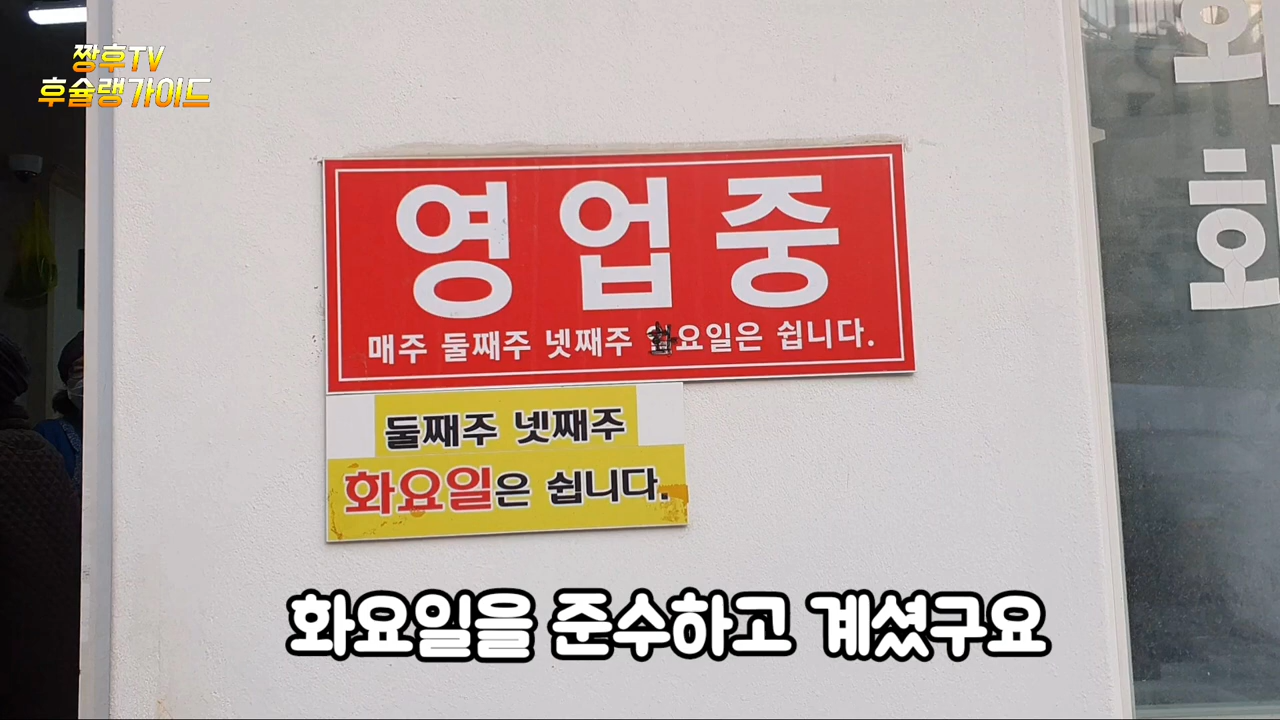 짱후TV
후슐랭가이드
영업중
매주 둘째주 넷째주 화요일은 쉽니다.
둘째주 넷째주
화요일은 쉽니다.
화요일을 준수하고 계셨구요